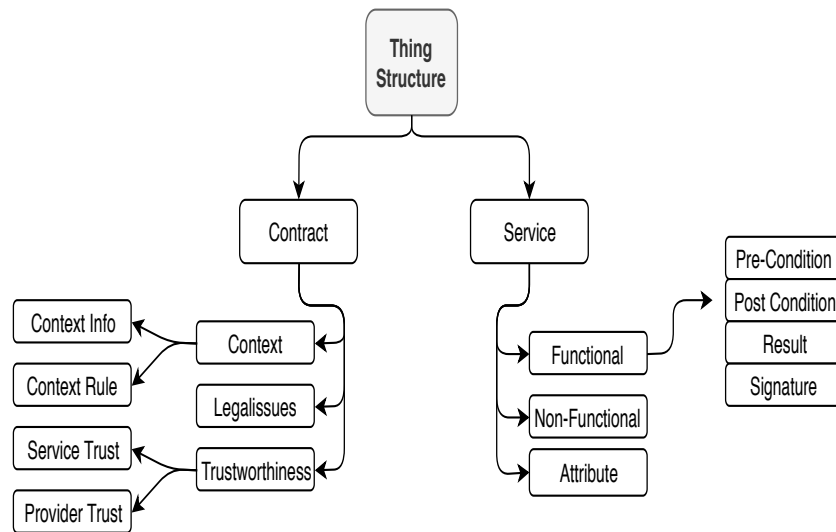 Thing
Structure
Contract
Service
Pre-Condition
Post Condition
Result
Signature
Context Info
Context Rule
Service Trust
Provider Trust
Context
Legalissues
Trustworthiness
Functional
Non-Functional
Attribute